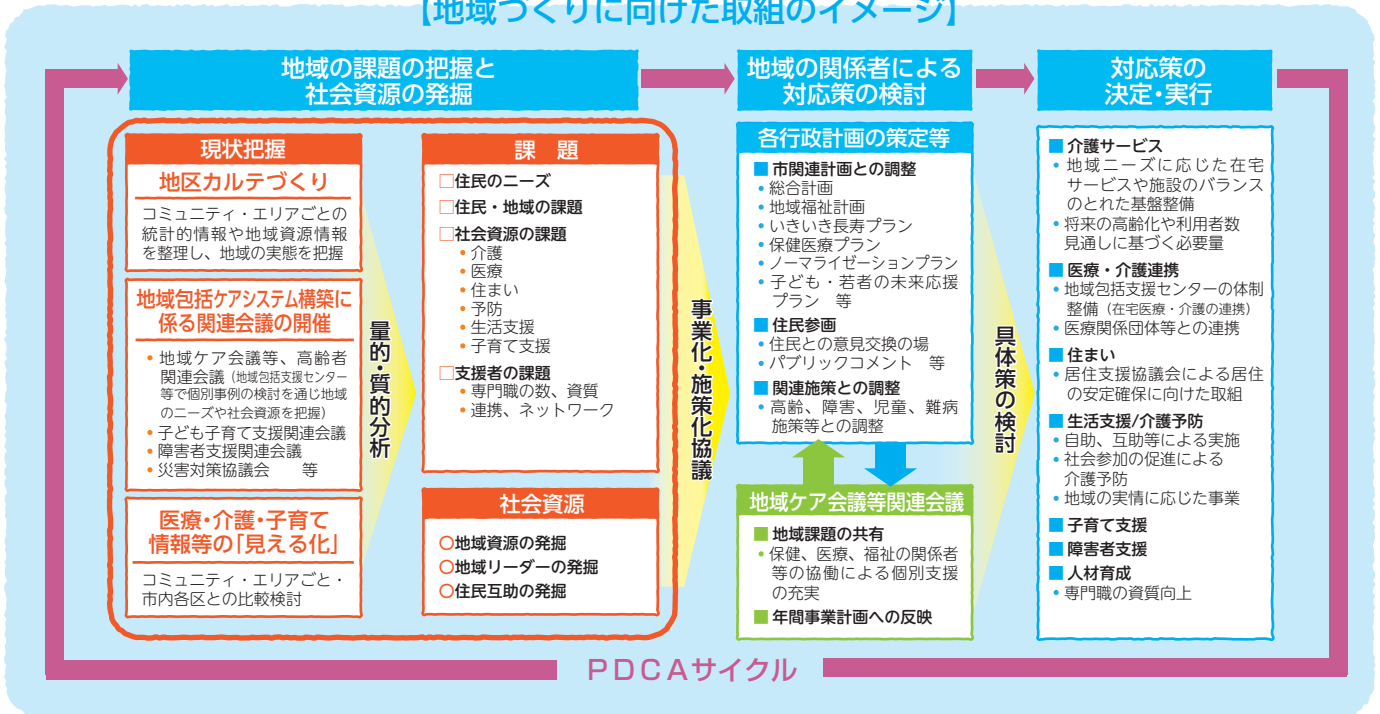 【地域づくりに向けた取組のイメージ】
地域の課題の把握と
社会資源の発掘
現状把握
地区カルテづくり
コミュニティ・エリアごとの
統計的情報や地域資源情報
を整理し、地域の実態を把握
地域包括ケアシステム構築に
係る関連会議の開催
• 地域ケア会議等、高齢者
関連会議（地域包括支援センター
等で個別事例の検討を通じ地域
のニーズや社会資源を把握）
• 子ども子育て支援関連会議
• 障害者支援関連会議
• 災害対策協議会　等
医療・介護・子育て
情報等の「見える化」
コミュニティ・エリアごと・
市内各区との比較検討
量的・質的分析
課　題
□住民のニーズ
□住民・地域の課題
□社会資源の課題
• 介護
• 医療
• 住まい
• 予防
• 生活支援
• 子育て支援
□支援者の課題
• 専門職の数、資質
• 連携、ネットワーク
社会資源
○地域資源の発掘
○地域リーダーの発掘
○住民互助の発掘
事業化・施策化協議
地域の関係者による
対応策の検討
各行政計画の策定等
■ 市関連計画との調整
• 総合計画
• 地域福祉計画
• いきいき長寿プラン
• 保健医療プラン
• ノーマライゼーションプラン
• 子ども・若者の未来応援
プラン　等
■ 住民参画
• 住民との意見交換の場
• パブリックコメント　等
■ 関連施策との調整
• 高齢、障害、児童、難病
施策等との調整
地域ケア会議等関連会議
■ 地域課題の共有
• 保健、医療、福祉の関係者
等の協働による個別支援
の充実
■ 年間事業計画への反映
具体策の検討
対応策の
決定・実行
■ 介護サービス
• 地域ニーズに応じた在宅
サービスや施設のバランス
のとれた基盤整備
• 将来の高齢化や利用者数
見通しに基づく必要量
■ 医療・介護連携
• 地域包括支援センターの体制
整備（在宅医療・介護の連携）
• 医療関係団体等との連携
■ 住まい
• 居住支援協議会による居住
の安定確保に向けた取組
■ 生活支援/介護予防
• 自助、互助等による実施
• 社会参加の促進による
介護予防
• 地域の実情に応じた事業
■ 子育て支援
■ 障害者支援
■ 人材育成
• 専門職の資質向上
PDCAサイクル